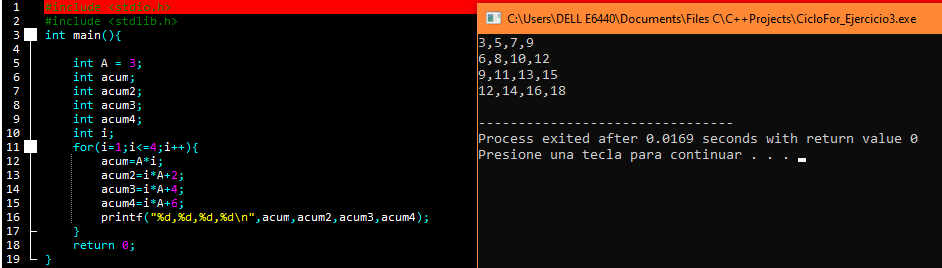 1 #include <stdio.h>
2 #include <stdlib.h>
3 int main(){
4
5 int A = 3;
6 int acum;
7 int acum2;
8 int acum3;
9 int acum4;
10 int i;
11 for(i=1;i<=4;i++){
12 acum=A*i;
13 acum2=i*A+2;
14 acum3=i*A+4;
15 acum4=i*A+6;
16 printf("%d,%d,%d,%d\n",acum,acum2,acum3,acum4);
17 }
18 return 0;
19 }
C:\Users\DELL E6440\Documents\Files C\C++Projects\CicloFor_Ejercicio3.exe
3,5,7,9
6,8,10,12
9,11,13,15
12,14,16,18
--------------------------------
Process exited after 0.0169 seconds with return value 0
Presione una tecla para continuar . . .